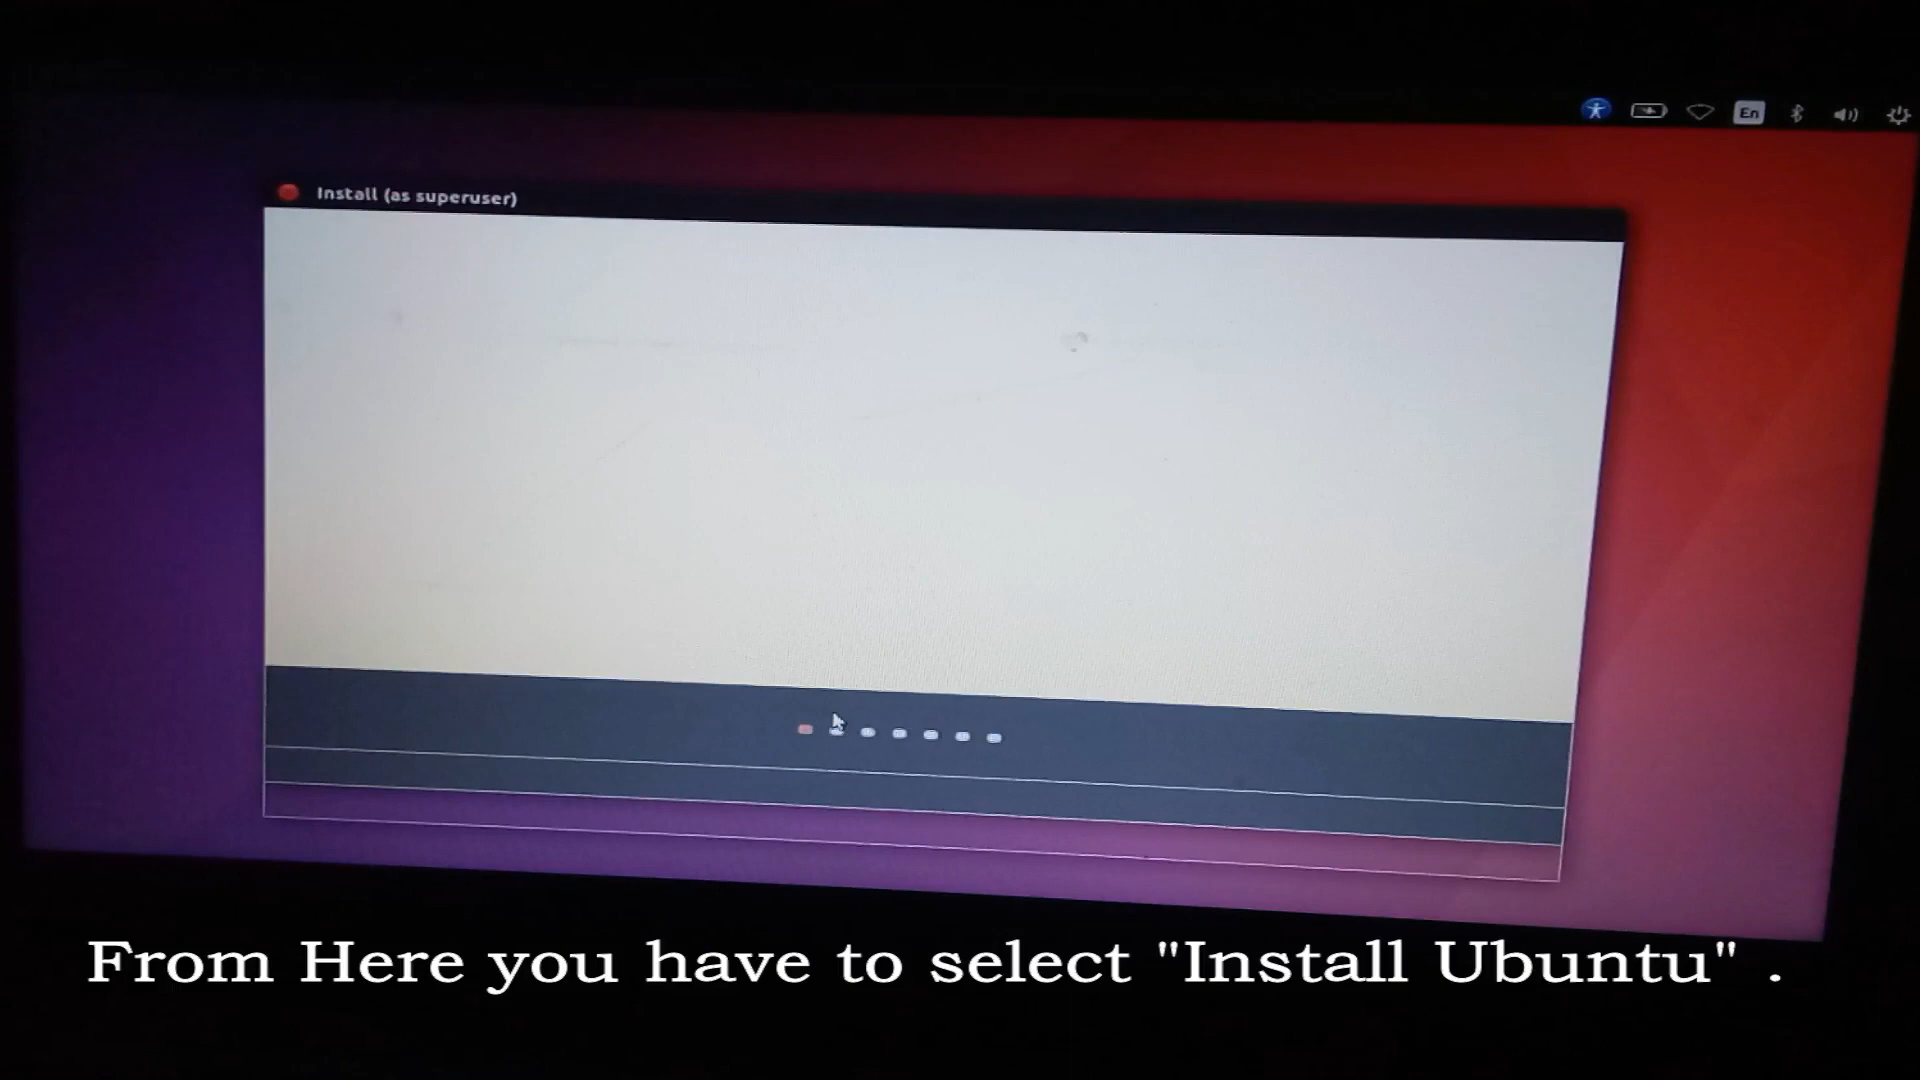 En
Install (as superuser)
From Here you have to select "Install Ubuntu" .